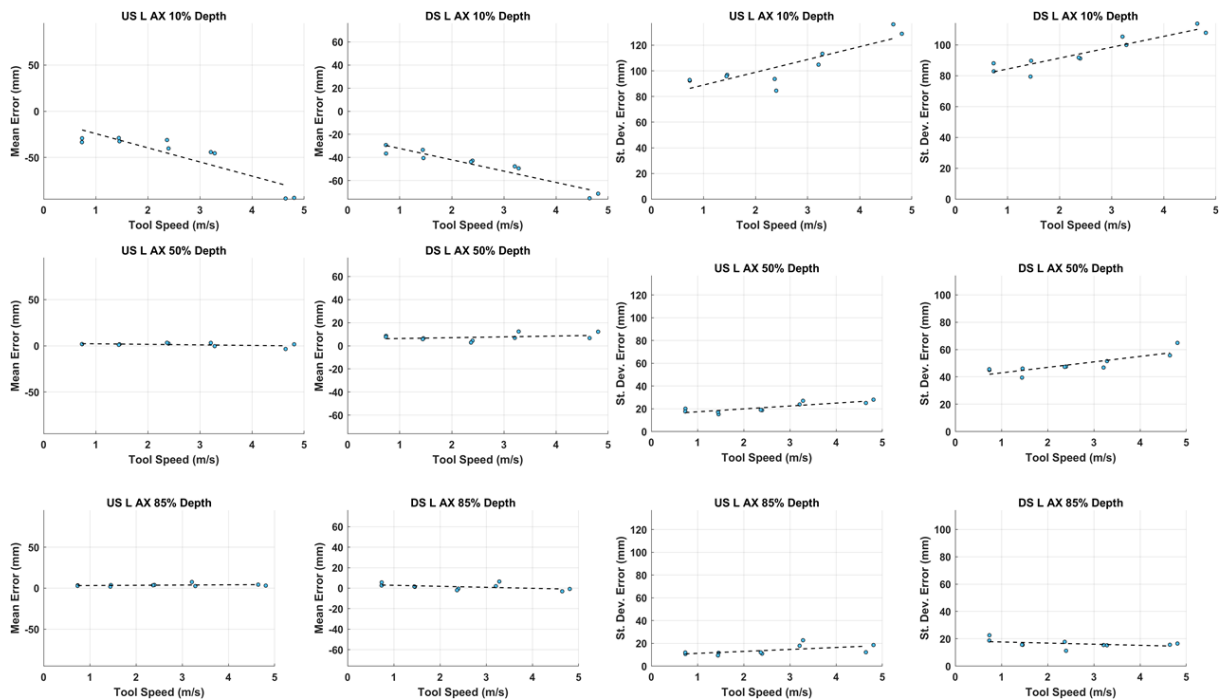 US L AX 10% Depth
Mean Error (mm)
50
0
-50
0 1 2 3 4 5
Tool Speed (m/s)
DS L AX 10% Depth
Mean Error (mm)
60
40
20
0
-20
-40
-60
0 1 2 3 4 5
Tool Speed (m/s)
US L AX 10% Depth
St. Dev. Error (mm)
120
100
80
60
40
20
0
0 1 2 3 4 5
Tool Speed (m/s)
DS L AX 10% Depth
St. Dev. Error (mm)
100
80
60
40
20
0
0 1 2 3 4 5
Tool Speed (m/s)
US L AX 50% Depth
Mean Error (mm)
50
0
-50
0 1 2 3 4 5
Tool Speed (m/s)
DS L AX 50% Depth
Mean Error (mm)
60
40
20
0
-20
-40
-60
0 1 2 3 4 5
Tool Speed (m/s)
US L AX 50% Depth
St. Dev. Error (mm)
120
100
80
60
40
20
0
0 1 2 3 4 5
Tool Speed (m/s)
DS L AX 50% Depth
St. Dev. Error (mm)
100
80
60
40
20
0
0 1 2 3 4 5
Tool Speed (m/s)
US L AX 85% Depth
Mean Error (mm)
50
0
-50
0 1 2 3 4 5
Tool Speed (m/s)
DS L AX 85% Depth
Mean Error (mm)
60
40
20
0
-20
-40
-60
0 1 2 3 4 5
Tool Speed (m/s)
US L AX 85% Depth
St. Dev. Error (mm)
120
100
80
60
40
20
0
0 1 2 3 4 5
Tool Speed (m/s)
DS L AX 85% Depth
St. Dev. Error (mm)
100
80
60
40
20
0
0 1 2 3 4 5
Tool Speed (m/s)